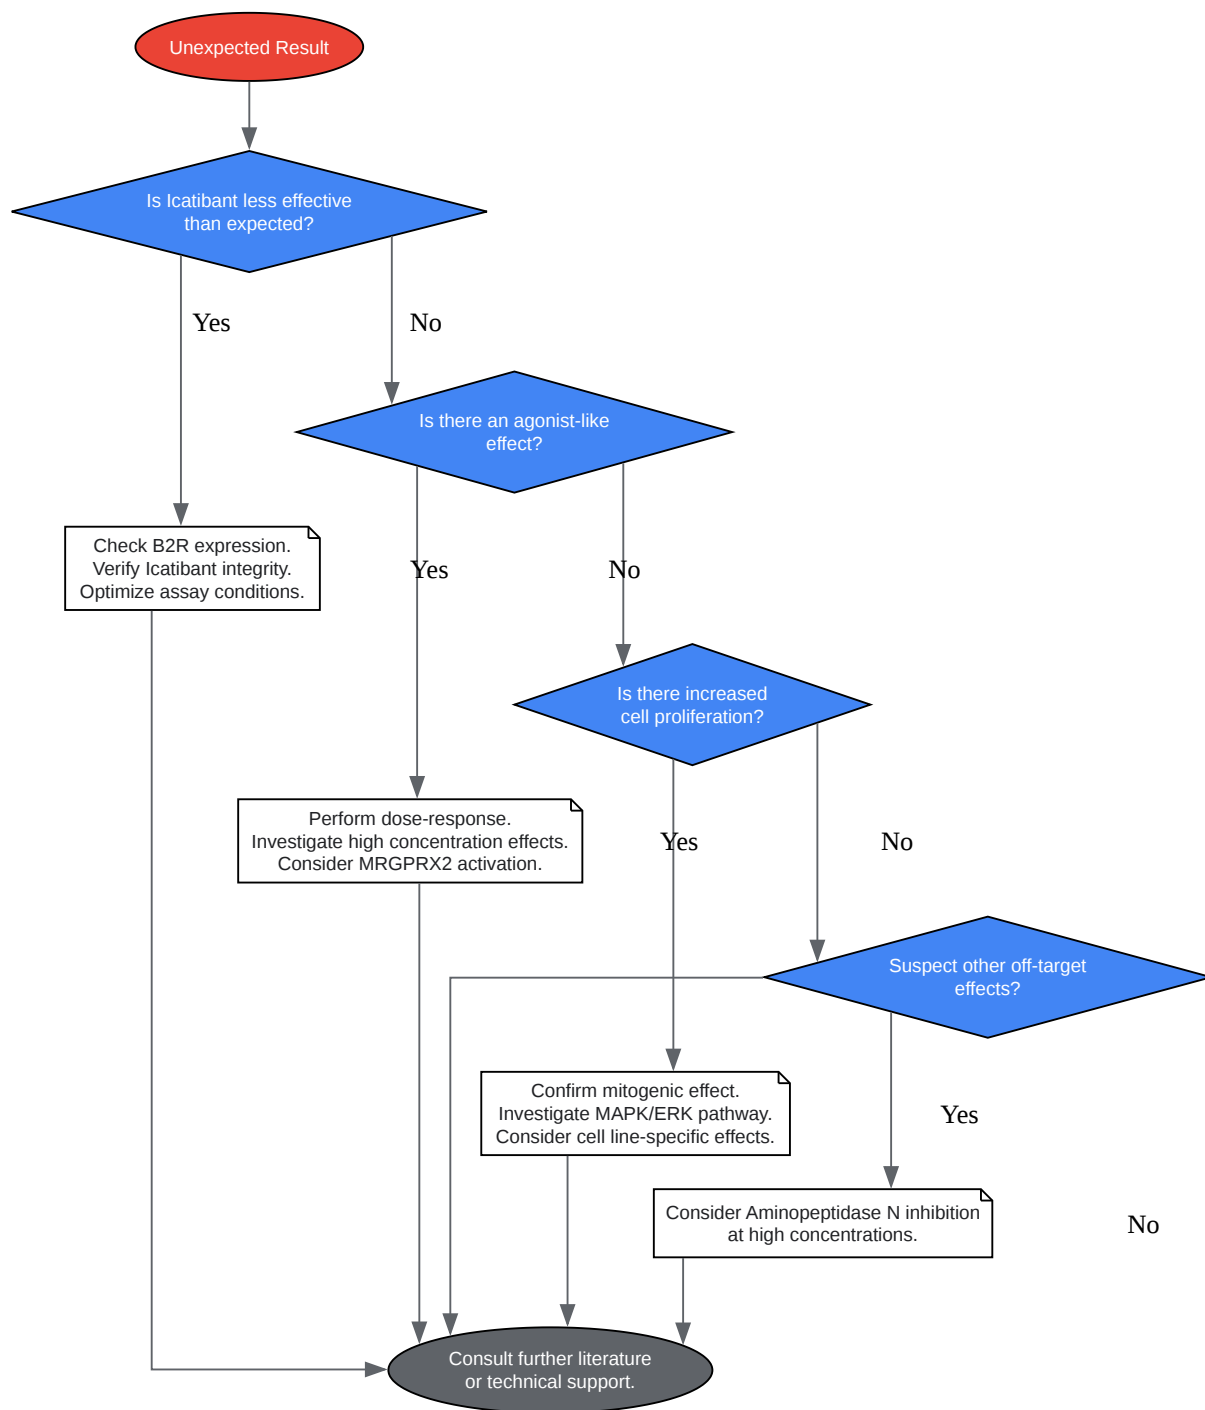 Unexpected Result
Is Icatibant less effective
than expected?
Yes
No
Is there an agonist-like
effect?
Check B2R expression.
Verify Icatibant integrity.
Optimize assay conditions.
Yes
No
Is there increased
cell proliferation?
Perform dose-response.
Investigate high concentration effects.
Consider MRGPRX2 activation.
Yes
No
Suspect other off-target
effects?
Confirm mitogenic effect.
Investigate MAPK/ERK pathway.
Consider cell line-specific effects.
Yes
Consider Aminopeptidase N inhibition
at high concentrations.
No
Consult further literature
or technical support.